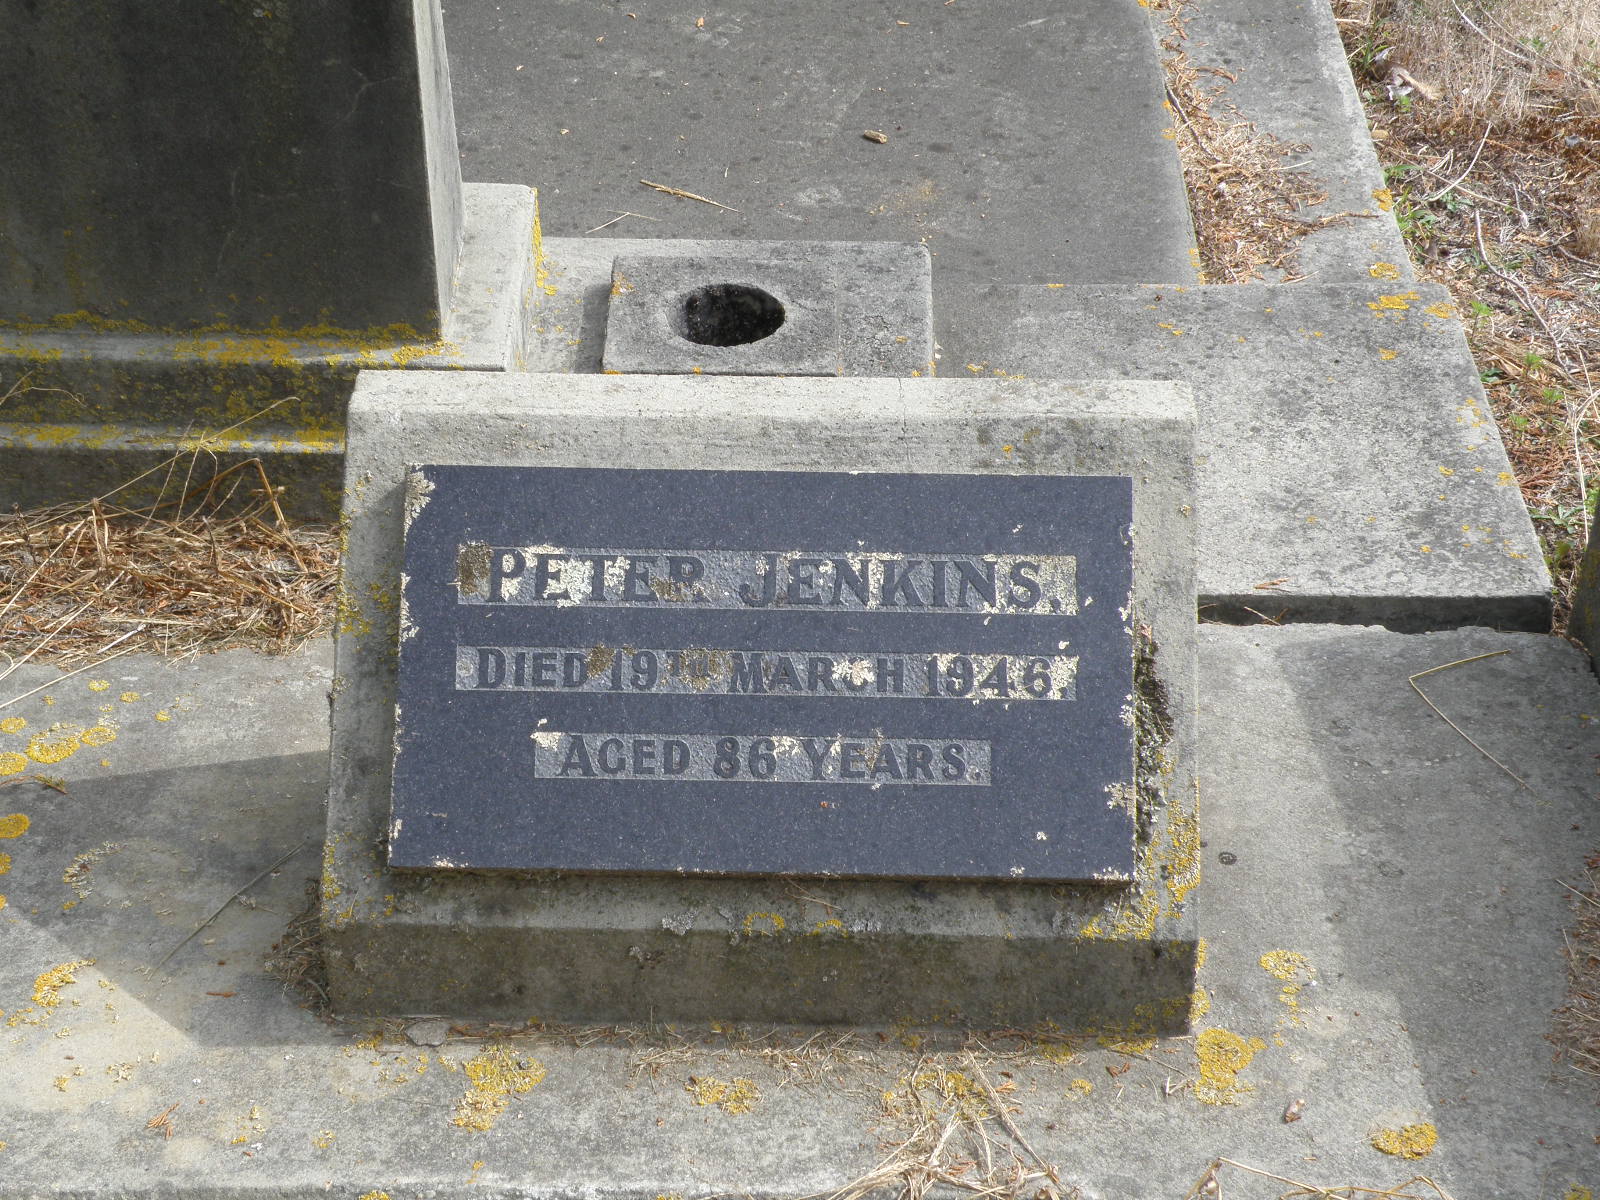 PETER JENKINS.
DIED 19TH MARCH 1946.
AGED 86 YEARS.